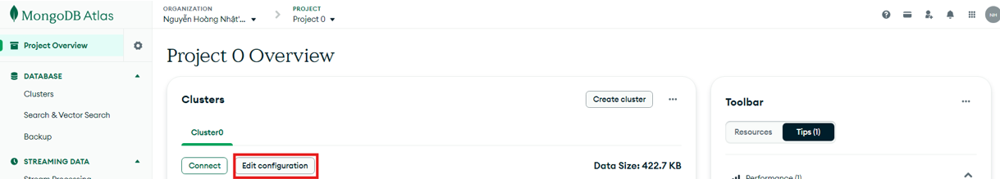 MongoDB Atlas
ORGANIZATION
Nguyễn Hoàng Nhật'...
PROJECT
Project 0
NH
Project Overview
DATABASE
Clusters
Search & Vector Search
Backup
STREAMING DATA
Stream Processing
Project 0 Overview
Clusters
Create cluster
Cluster0
Connect
Edit configuration
Data Size: 422.7 KB
Toolbar
Resources
Tips (1)
Performance (1)